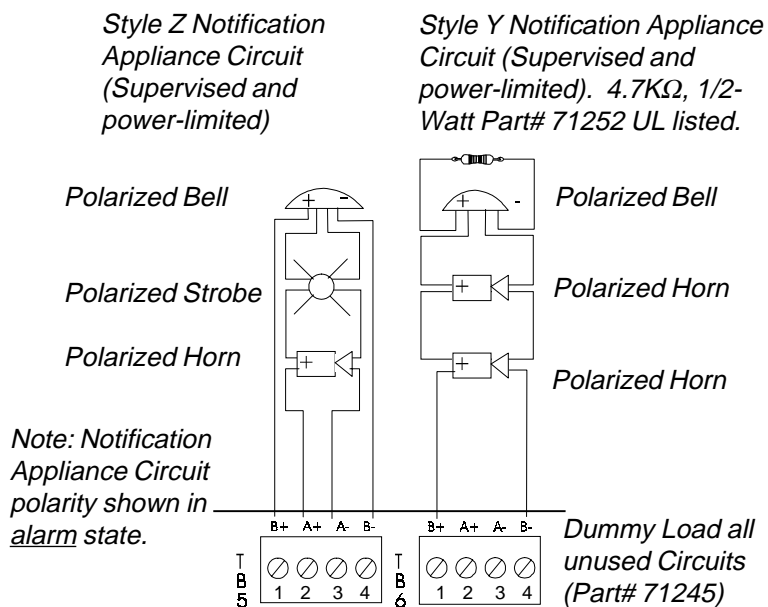 Style Z Notification
Appliance Circuit
(Supervised and
power-limited)
Style Y Notification Appliance
Circuit (Supervised and
power-limited).  4.7KΩ, 1/2-
Watt Part# 71252 UL listed.
Polarized Bell
+ -
+ -
Polarized Bell
Polarized Strobe
+
Polarized Horn
Polarized Horn
+
+
Polarized Horn
Note: Notification
Appliance Circuit
polarity shown in
alarm state.
B+ A+ A- B-
TB5
1 2 3 4
B+ A+ A- B-
TB6
1 2 3 4
Dummy Load all
unused Circuits
(Part# 71245)